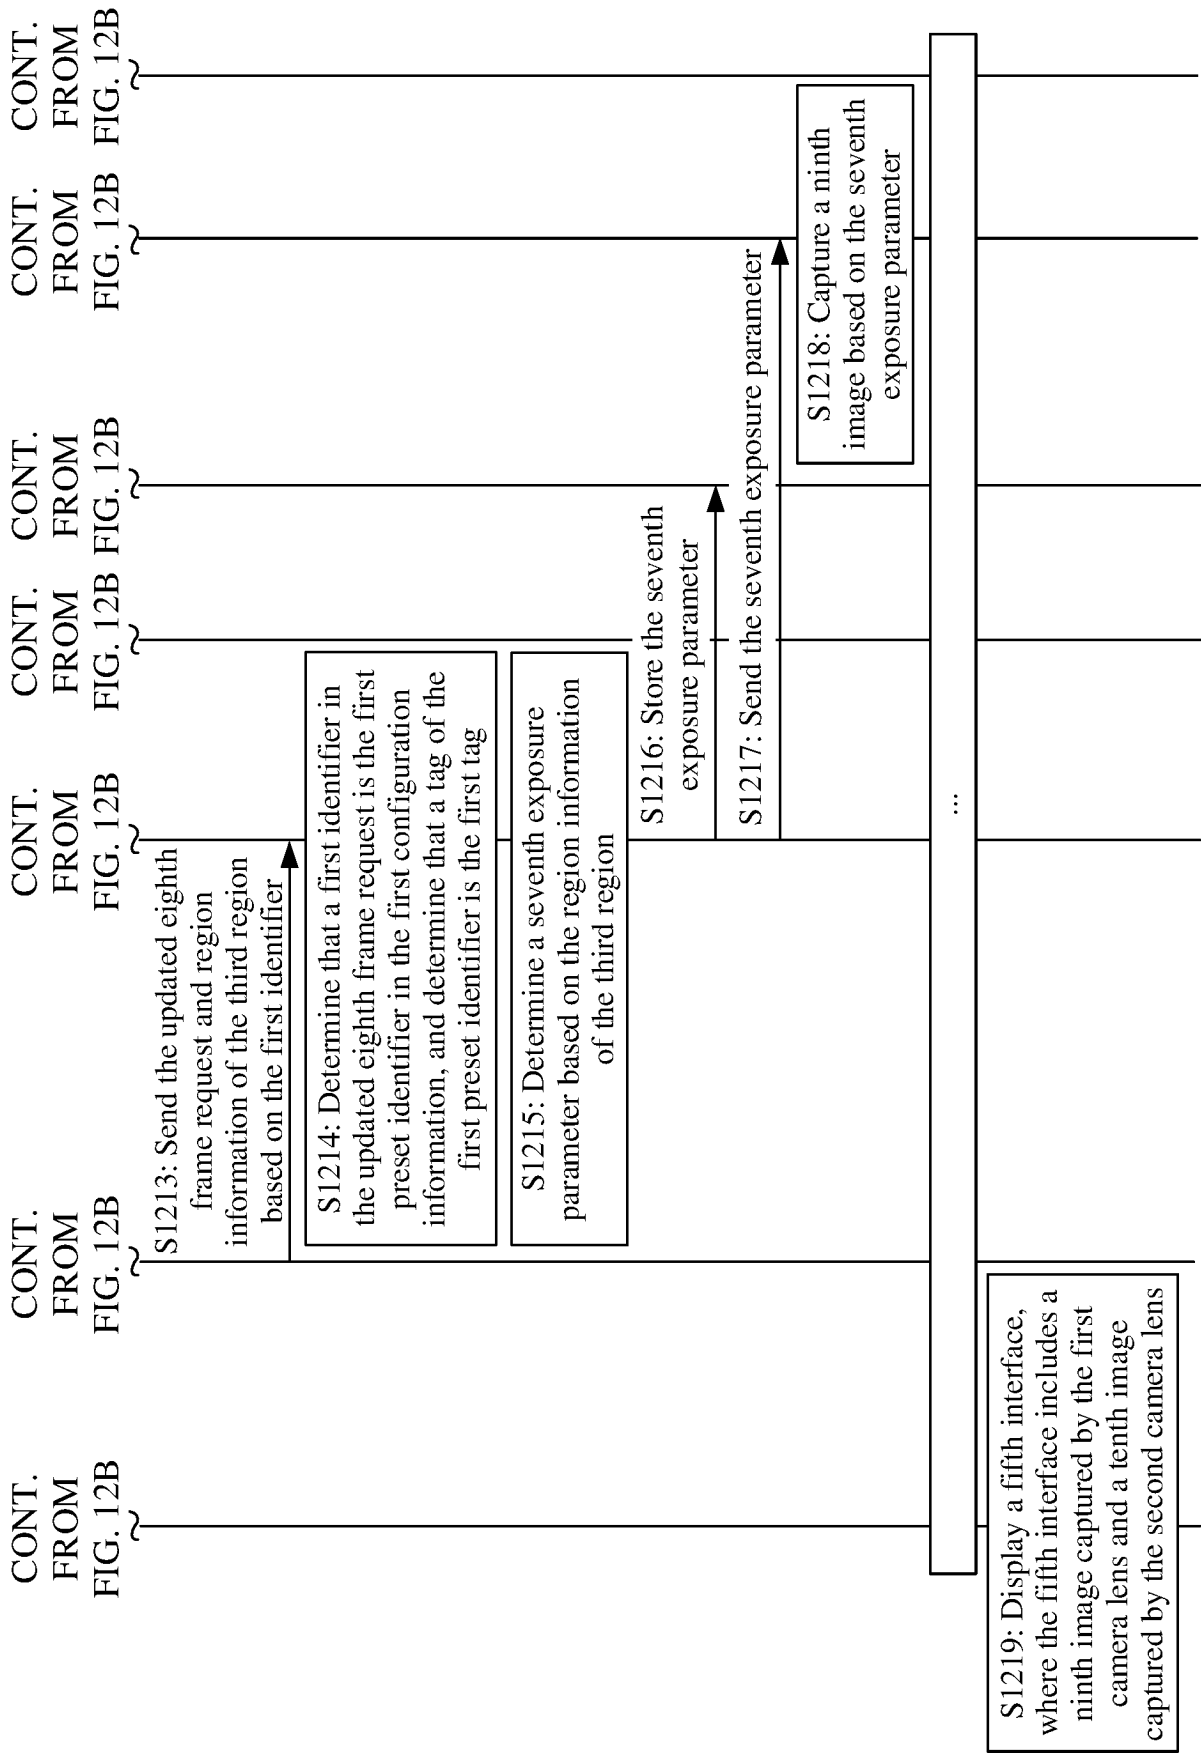 CONT.
FROM
FIG. 12B
CONT.
FROM
FIG. 12B
CONT.
FROM
FIG. 12B
CONT.
FROM
FIG. 12B
CONT.
FROM
FIG. 12B
CONT.
FROM
FIG. 12B
CONT.
FROM
FIG. 12B
S1213: Send the updated eighth
frame request and region
information of the third region
based on the first identifier
S1214: Determine that a first identifier in
the updated eighth frame request is the first
preset identifier in the first configuration
information, and determine that a tag of the
first preset identifier is the first tag
S1215: Determine a seventh exposure
parameter based on the region information
of the third region
S1216: Store the seventh
exposure parameter
S1217: Send the seventh exposure parameter
S1218: Capture a ninth
image based on the seventh
exposure parameter
...
S1219: Display a fifth interface,
where the fifth interface includes a
ninth image captured by the first
camera lens and a tenth image
captured by the second camera lens